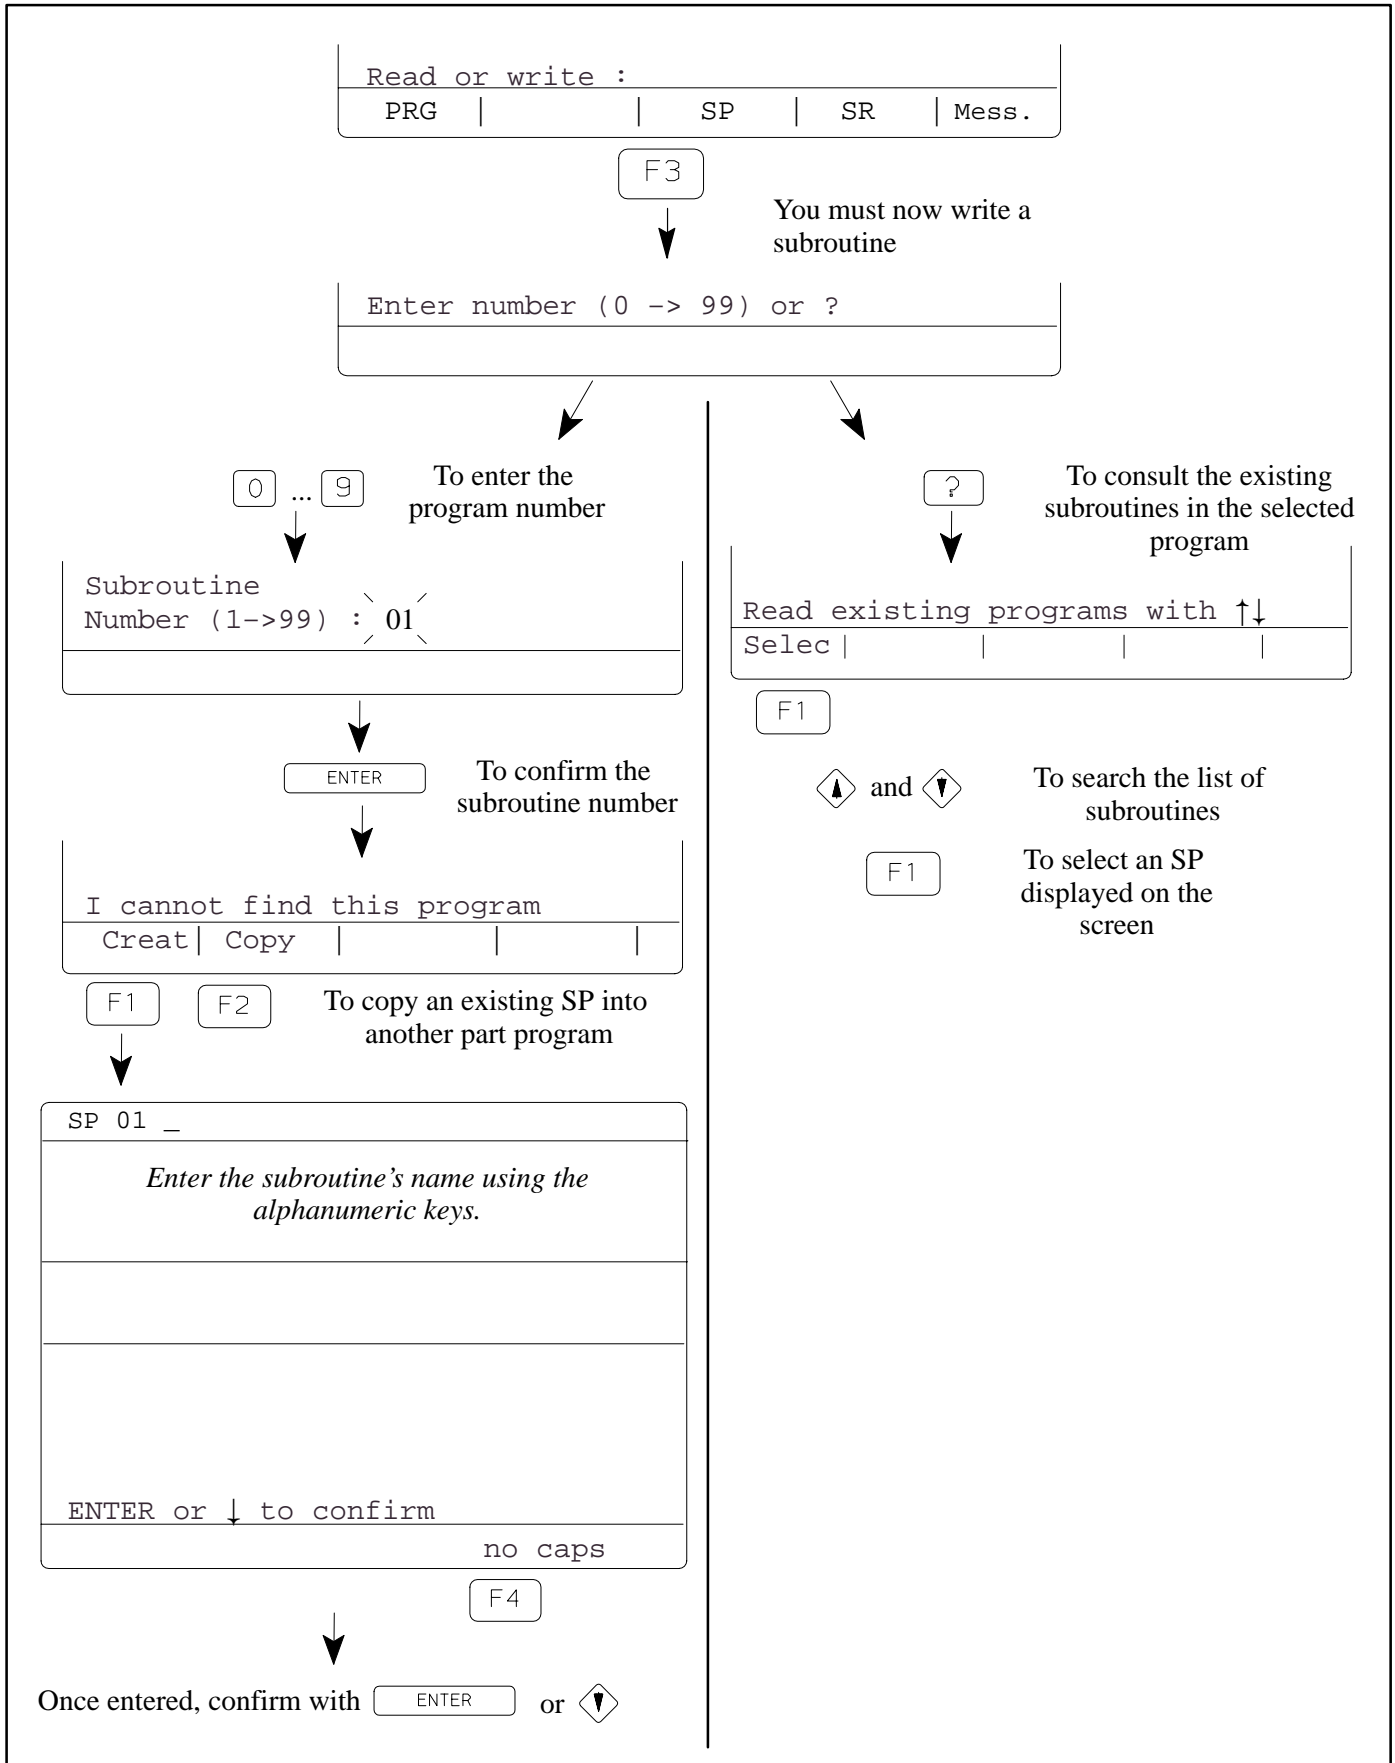 Read or write :
PRG | | SP | SR | Mess.
F3
You must now write a
subroutine
Enter number (0 -> 99) or ?
0 ... 9
To enter the
program number
Subroutine
Number (1->99) : 01
ENTER
To confirm the
subroutine number
I cannot find this program
Creat| Copy | | |
F1 F2
To copy an existing SP into
another part program
SP 01 _
Enter the subroutine's name using the
alphanumeric keys.
ENTER or ↓ to confirm
no caps
F4
Once entered, confirm with ENTER or
?
To consult the existing
subroutines in the selected
program
Read existing programs with ↑↓
Selec | | | |
F1
and
To search the list of
subroutines
F1
To select an SP
displayed on the
screen